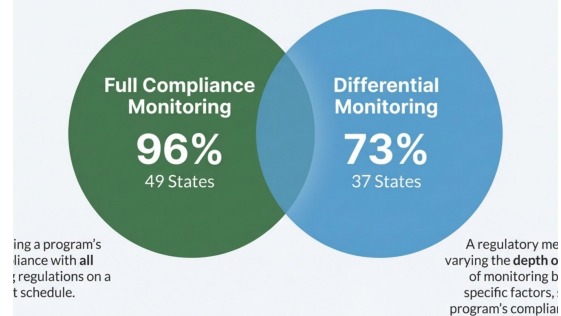 Full Compliance
Monitoring
96%
49 States
Differential
Monitoring
73%
37 States
ing a program's
liance with all
regulations on a
t schedule.
A regulatory me
varying the depth o
of monitoring b
specific factors,
program's complian